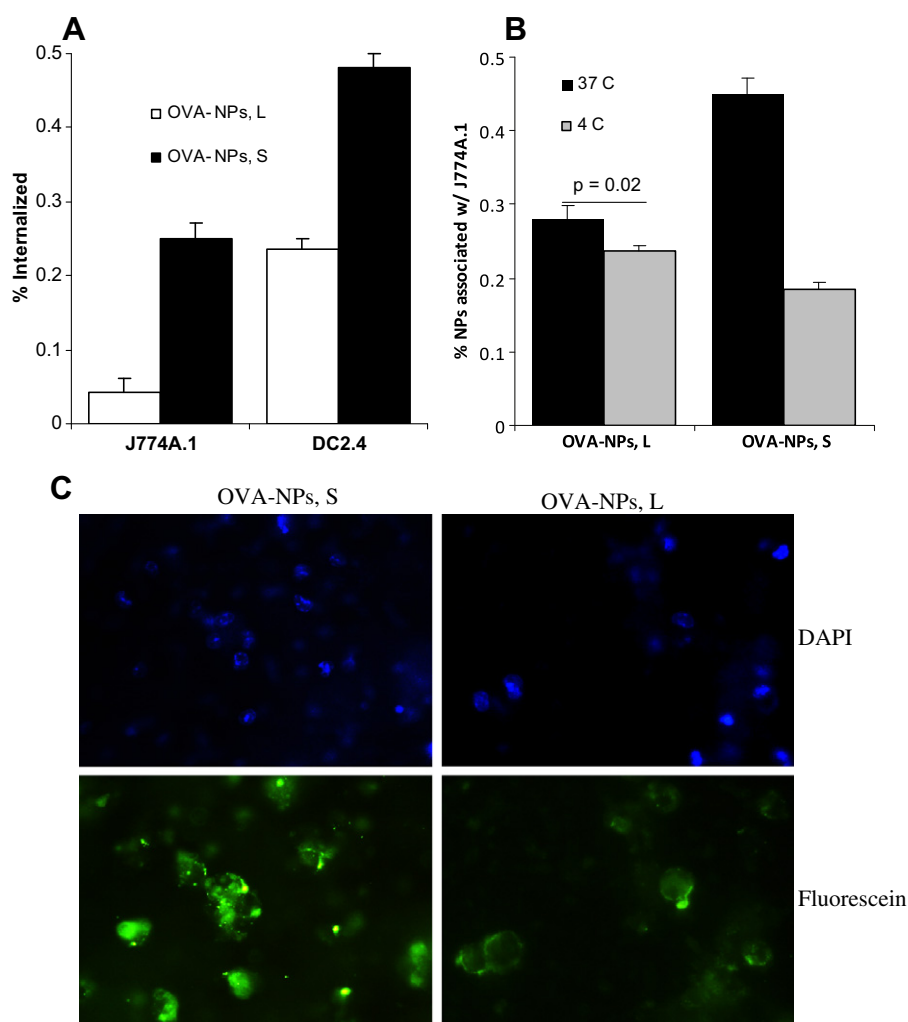 A
% Internalized
0.5
0.4
0.3
0.2
0.1
0
OVA-NPs, L
OVA-NPs, S
J774A.1
DC2.4
B
% NPs associated w/ J774A.1
0.5
0.4
0.3
0.2
0.1
0
37 C
4 C
p = 0.02
OVA-NPs, L
OVA-NPs, S
C
OVA-NPs, S
OVA-NPs, L
DAPI
Fluorescein